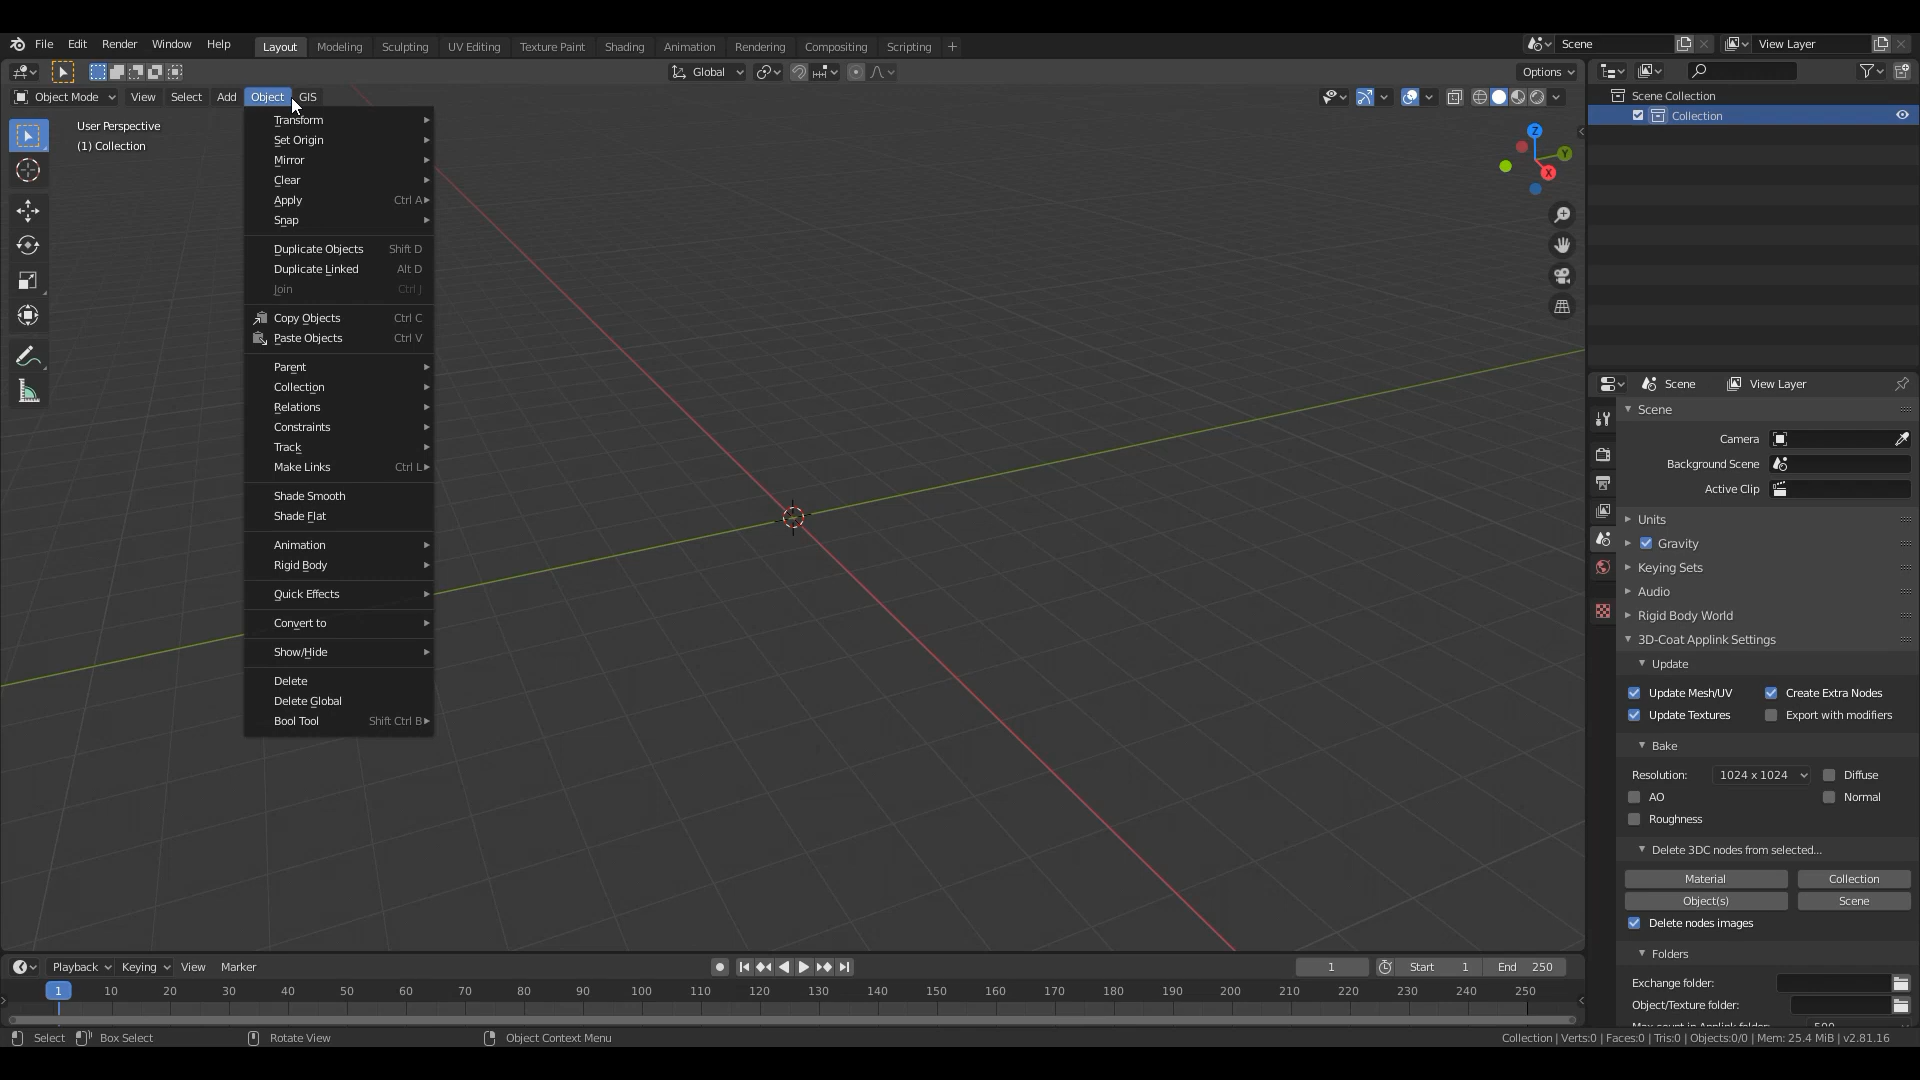 File Edit Render Window Help Layout Modeling Sculpting UV Editing Texture Paint Shading Animation Rendering Compositing Scripting + Scene View Layer
Global Options
Object Mode View Select Add Object GIS
User Perspective
(1) Collection
Transform
Set Origin
Mirror
Clear
Apply Ctrl A
Snap
Duplicate Objects Shift D
Duplicate Linked Alt D
Join Ctrl J
Copy Objects Ctrl C
Paste Objects Ctrl V
Parent
Collection
Relations
Constraints
Track
Make Links Ctrl L
Shade Smooth
Shade Flat
Animation
Rigid Body
Quick Effects
Convert to
Show/Hide
Delete
Delete Global
Bool Tool Shift Ctrl B
Z
Y
X
Scene Collection
Collection
Scene View Layer
Scene
Camera
Background Scene
Active Clip
Units
Gravity
Keying Sets
Audio
Rigid Body World
3D-Coat Applink Settings
Update
Update Mesh/UV Create Extra Nodes
Update Textures Export with modifiers
Bake
Resolution: 1024 x 1024 Diffuse
AO Normal
Roughness
Delete 3DC nodes from selected...
Material Collection
Object(s) Scene
Delete nodes images
Folders
Exchange folder:
Object/Texture folder:
Playback Keying View Marker 1 Start 1 End 250
1 10 20 30 40 50 60 70 80 90 100 110 120 130 140 150 160 170 180 190 200 210 220 230 240 250
Select Box Select Rotate View Object Context Menu Collection | Verts:0 | Faces:0 | Tris:0 | Objects:0/0 | Mem: 25.4 MiB | v2.81.16